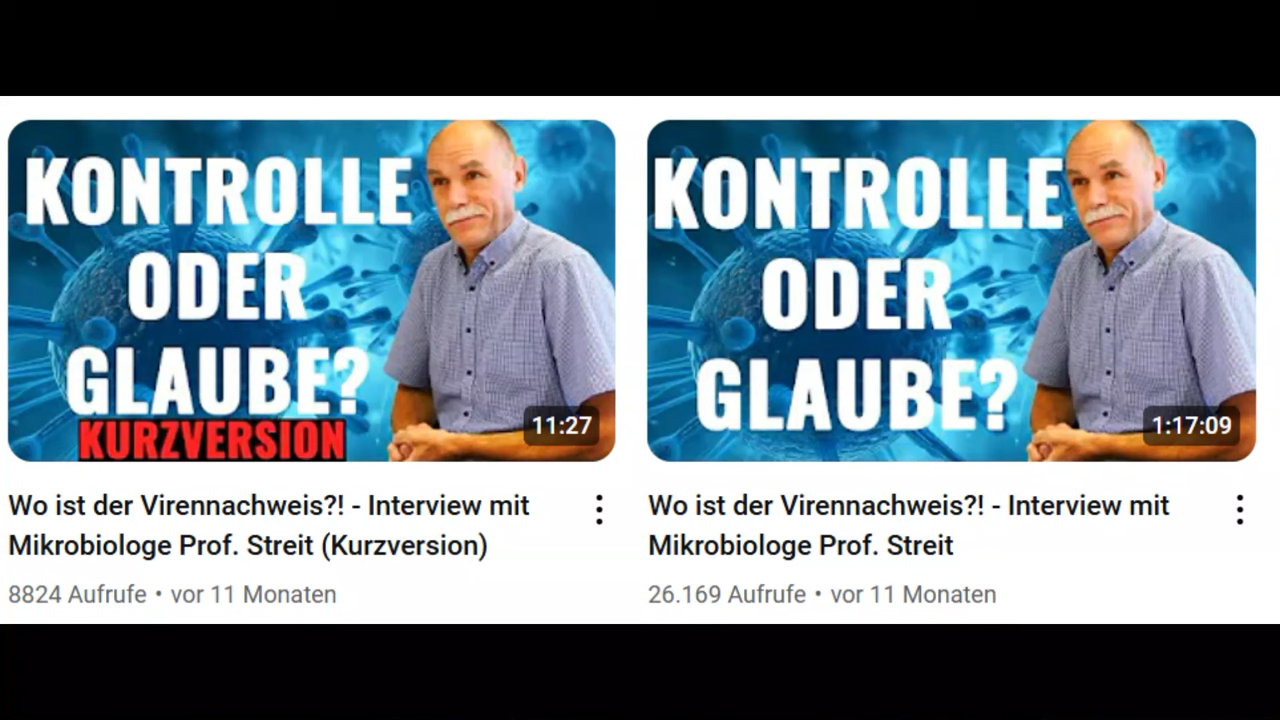 KONTROLLE
ODER
GLAUBE?
KURZVERSION
11:27
Wo ist der Virennachweis?! - Interview mit
Mikrobiologe Prof. Streit (Kurzversion)
8824 Aufrufe • vor 11 Monaten
KONTROLLE
ODER
GLAUBE?
1:17:09
Wo ist der Virennachweis?! - Interview mit
Mikrobiologe Prof. Streit
26.169 Aufrufe • vor 11 Monaten